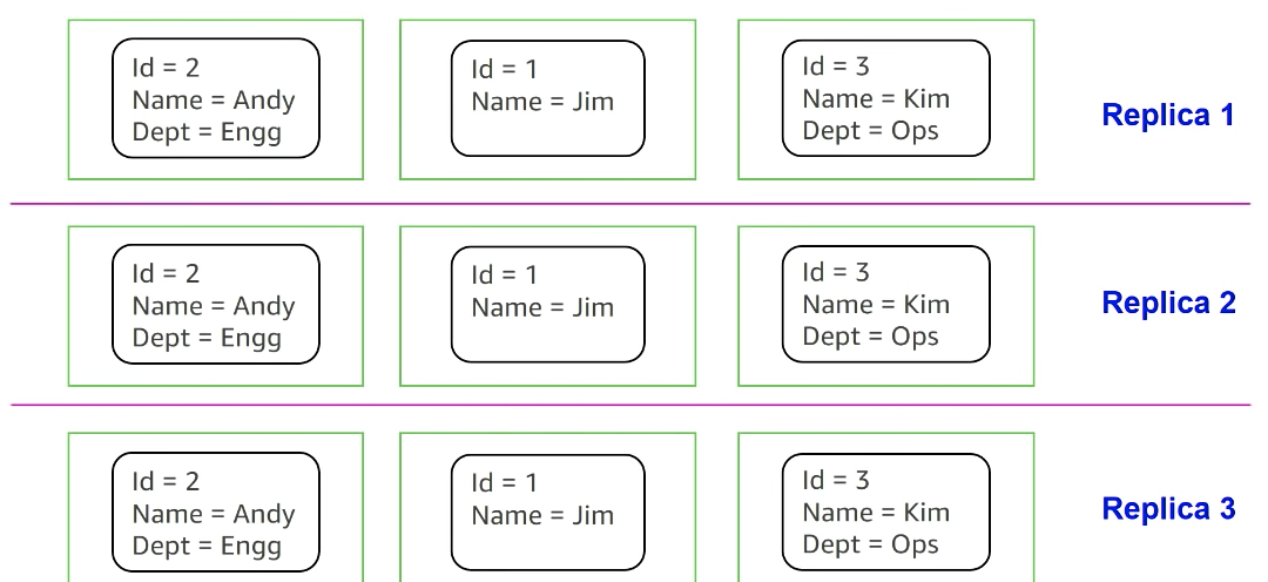 Id = 2
Name = Andy
Dept = Engg
Id = 1
Name = Jim
Id = 3
Name = Kim
Dept = Ops
Replica 1
Id = 2
Name = Andy
Dept = Engg
Id = 1
Name = Jim
Id = 3
Name = Kim
Dept = Ops
Replica 2
Id = 2
Name = Andy
Dept = Engg
Id = 1
Name = Jim
Id = 3
Name = Kim
Dept = Ops
Replica 3